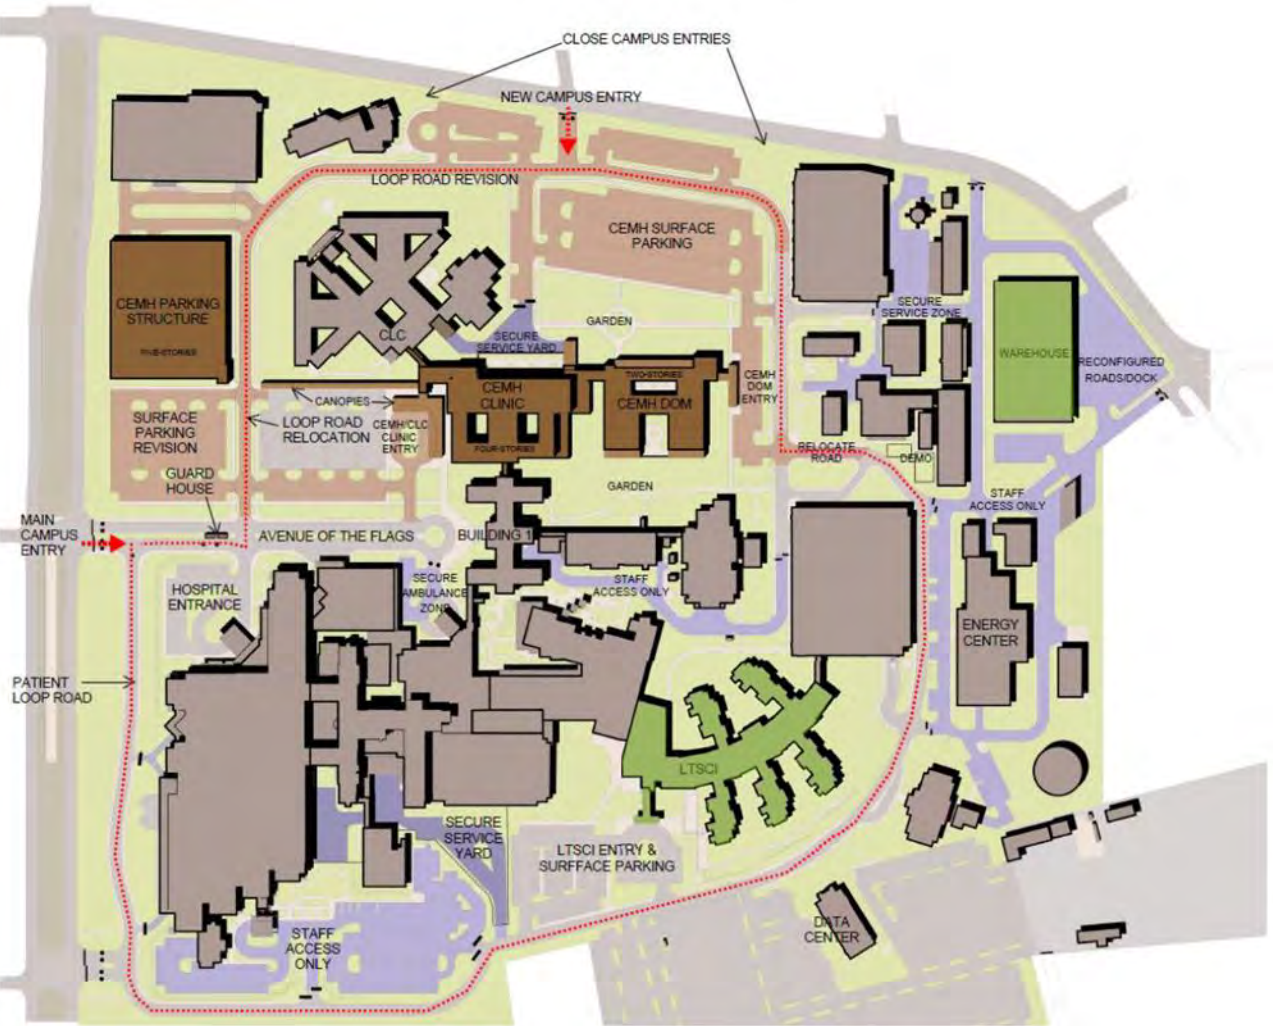 CLOSE CAMPUS ENTRIES
NEW CAMPUS ENTRY
LOOP ROAD REVISION
CEMH SURFACE
PARKING
CEMH PARKING
STRUCTURE
FIVE-STORIES
CLC
SECURE
SERVICE YARD
GARDEN
SECURE
SERVICE ZONE
WAREHOUSE
RECONFIGURED
ROADS/DOCK
TWO-STORIES
CEMH DOM
CEMH
DOM
ENTRY
CEMH
CLINIC
FOUR-STORIES
CANOPIES
LOOP ROAD
RELOCATION
CEMH/CLC
CLINIC
ENTRY
SURFACE
PARKING
REVISION
GUARD
HOUSE
RELOCATE
ROAD
DEMO
GARDEN
STAFF
ACCESS ONLY
MAIN
CAMPUS
ENTRY
AVENUE OF THE FLAGS
BUILDING 1
HOSPITAL
ENTRANCE
SECURE
AMBULANCE
ZONE
STAFF
ACCESS ONLY
ENERGY
CENTER
PATIENT
LOOP ROAD
LTSCI
SECURE
SERVICE
YARD
LTSCI ENTRY &
SURFFACE PARKING
DATA
CENTER
STAFF
ACCESS
ONLY